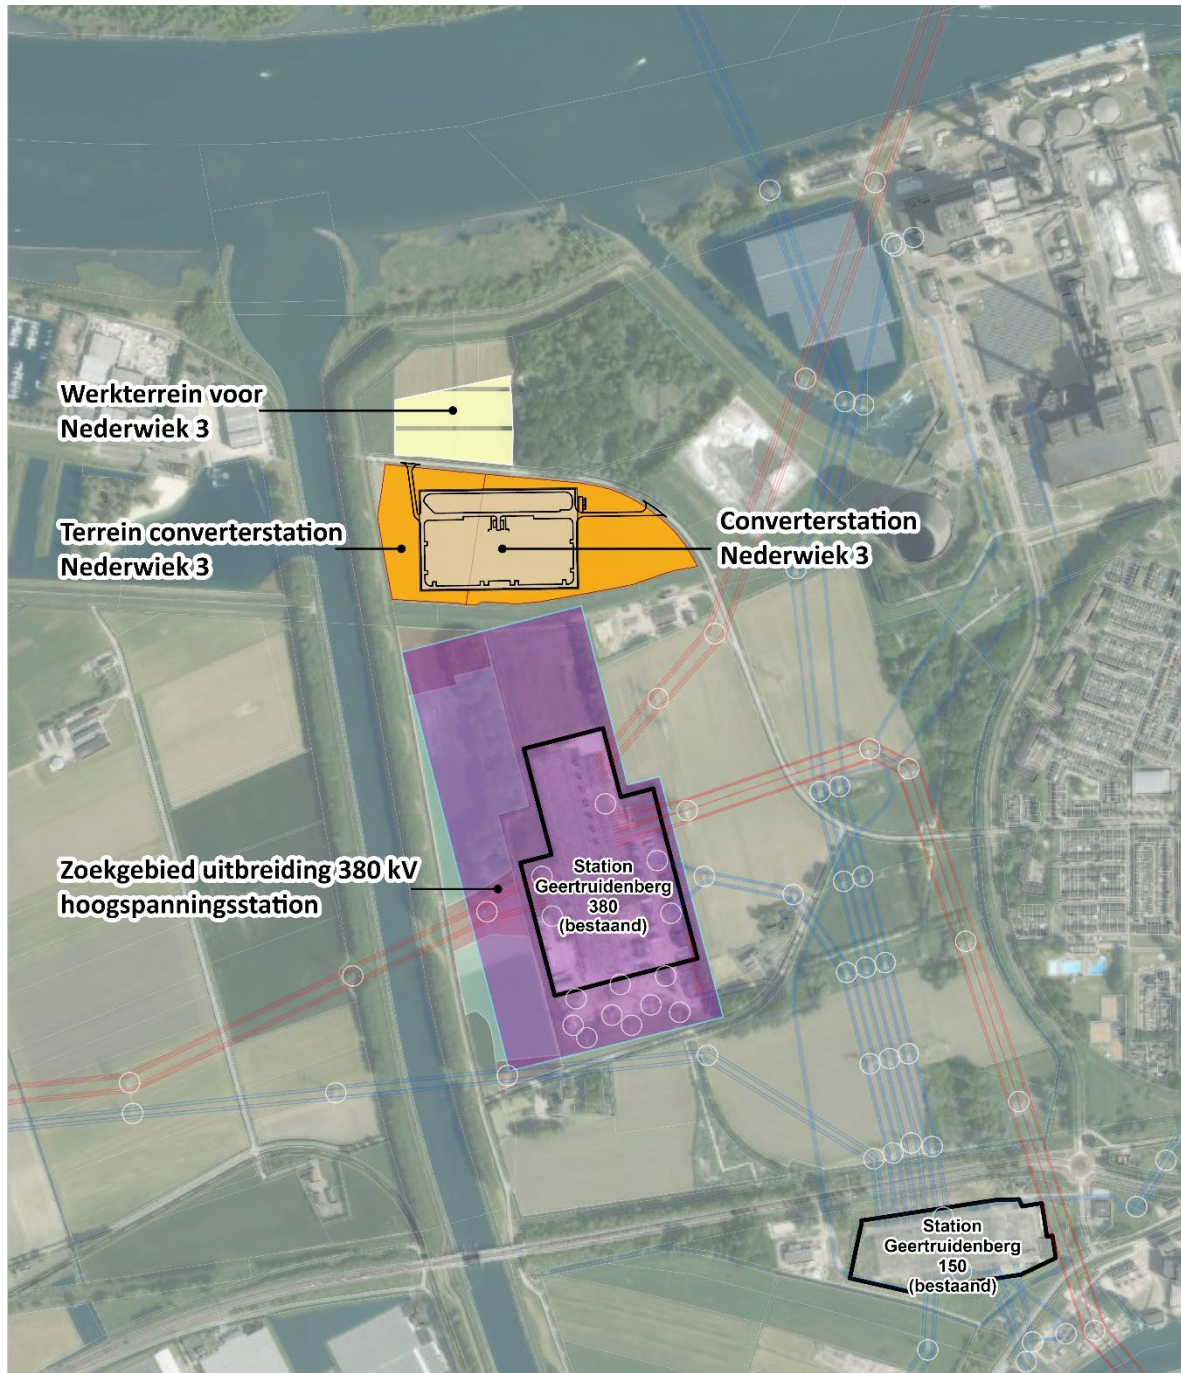 Werkterrein voor
Nederwiek 3
Terrein converterstation
Nederwiek 3
Converterstation
Nederwiek 3
Zoekgebied uitbreiding 380 kV
hoogspanningsstation
Station
Geertruidenberg
380
(bestaand)
Station
Geertruidenberg
150
(bestaand)